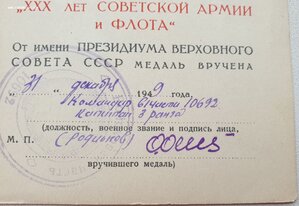 „XXX ЛЕТ СОВЕТСКОЙ АРМИИ
и ФЛОТА“
От имени ПРЕЗИДИУМА ВЕРХОВНОГО
СОВЕТА СССР МЕДАЛЬ ВРУЧЕНА
„31“ декабря 1949 года.
Командир в/части 10692
Капитан 3 ранга
(должность, военное звание и подпись лица,
М. П. (Родионов)
вручившего медаль)